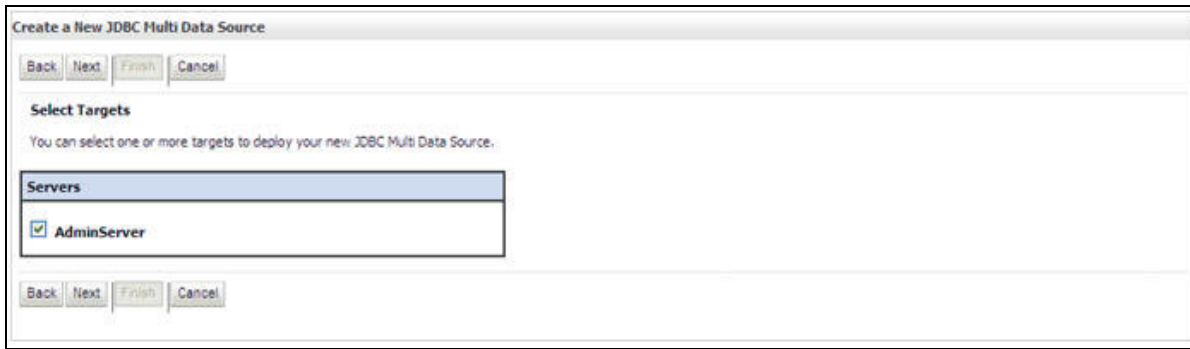 Create a New JDBC Multi Data Source
Back Next Finish Cancel
Select Targets
You can select one or more targets to deploy your new JDBC Multi Data Source.
Servers
AdminServer
Back Next Finish Cancel